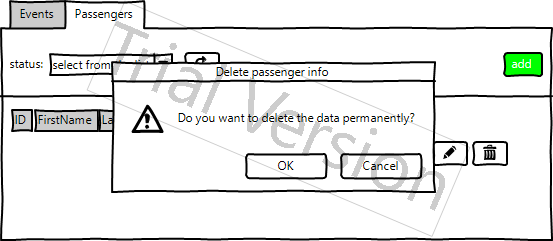 Events Passengers
status: select from
add
Delete passenger info
ID FirstName La
Do you want to delete the data permanently?
OK Cancel
Trial Version